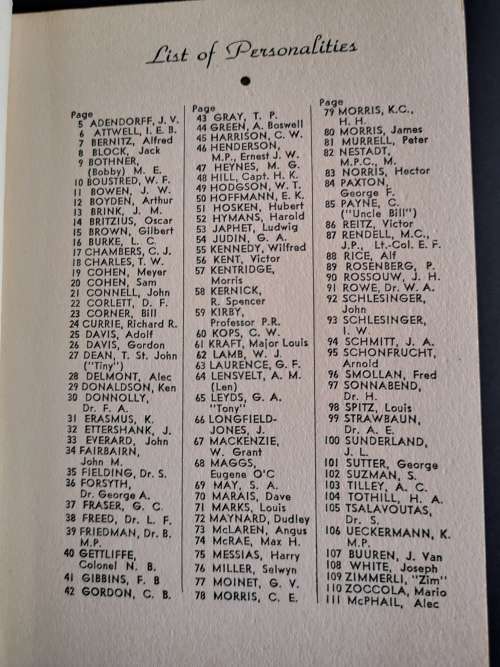 List of Personalities
Page
5 ADENDORFF, J. V.
6 ATTWELL, I. E. B.
7 BERNITZ, Alfred
8 BLOCK, Jack
9 BOTHNER,
(Bobby) M. E.
10 BOUSTRED, W. F.
11 BOWEN, J. W.
12 BOYDEN, Arthur
13 BRINK, J. M.
14 BRITZIUS, Oscar
15 BROWN, Gilbert
16 BURKE, L. C.
17 CHAMBERS, C. J.
18 CHARLES, T. W.
19 COHEN, Meyer
20 COHEN, Sam
21 CONNELL, John
22 CORLETT, D. F.
23 CORNER, Bill
24 CURRIE, Richard R.
25 DAVIS, Adolf
26 DAVIS, Gordon
27 DEAN, T. St. John
("Tiny")
28 DELMONT, Alec
29 DONALDSON, Ken
30 DONNOLLY,
Dr. F. A.
31 ERASMUS, K.
32 ETTERSHANK, J.
33 EVERARD, John
34 FAIRBAIRN,
John M.
35 FIELDING, Dr. S.
36 FORSYTH,
Dr. George A.
37 FRASER, G. C.
38 FREED, Dr. L. F.
39 FRIEDMAN, Dr. B.
M.P.
40 GETTLIFFE,
Colonel N. B.
41 GIBBINS, F. B
42 GORDON, C. B.
Page
43 GRAY, T. P.
44 GREEN, A. Boswell
45 HARRISON, C. W.
46 HENDERSON,
M.P., Ernest J. W.
47 HEYNES, M. G.
48 HILL, Capt. H. K.
49 HODGSON, W. T.
50 HOFFMANN, E. K.
51 HOSKEN, Hubert
52 HYMANS, Harold
53 JAPHET, Ludwig
54 JUDIN, G. A.
55 KENNEDY, Wilfred
56 KENT, Victor
57 KENTRIDGE,
Morris
58 KERNICK,
R. Spencer
59 KIRBY,
Professor P.R.
60 KOPS, C. W.
61 KRAFT, Major Louis
62 LAMB, W. J.
63 LAURENCE, G. F.
64 LENSVELT, A. M.
(Len)
65 LEYDS, G. A.
"Tony"
66 LONGFIELD-
JONES, J.
67 MACKENZIE,
W. Grant
68 MAGGS,
Eugene O'C
69 MAY, S. A.
70 MARAIS, Dave
71 MARKS, Louis
72 MAYNARD, Dudley
73 McLAREN, Angus
74 McRAE, Max H.
75 MESSIAS, Harry
76 MILLER, Selwyn
77 MOINET, G. V.
78 MORRIS, C. E.
Page
79 MORRIS, K.C.,
H. H.
80 MORRIS, James
81 MURRELL, Peter
82 NESTADT,
M.P.C., M.
83 NORRIS, Hector
84 PAXTON,
George F.
85 PAYNE, C.
("Uncle Bill")
86 REITZ, Victor
87 RENDELL, M.C.,
J.P., Lt.-Col. E. F.
88 RICE, Alf
89 ROSENBERG, P.
90 ROSSOUW, J. H.
91 ROWE, Dr. W. A.
92 SCHLESINGER,
John
93 SCHLESINGER,
I. W.
94 SCHMITT, J. A.
95 SCHONFRUCHT,
Arnold
96 SMOLLAN, Fred
97 SONNABEND,
Dr. H.
98 SPITZ, Louis
99 STRAWBAUN,
Dr. A. E.
100 SUNDERLAND,
J. L.
101 SUTTER, George
102 SUZMAN, S.
103 TILLEY, A. C.
104 TOTHILL, H. A.
105 TSALAVOUTAS,
Dr. S.
106 UECKERMANN, K.
M.P.
107 BUUREN, J. Van
108 WHITE, Joseph
109 ZIMMERLI, "Zim"
110 ZOCCOLA, Mario
111 McPHAIL, Alec